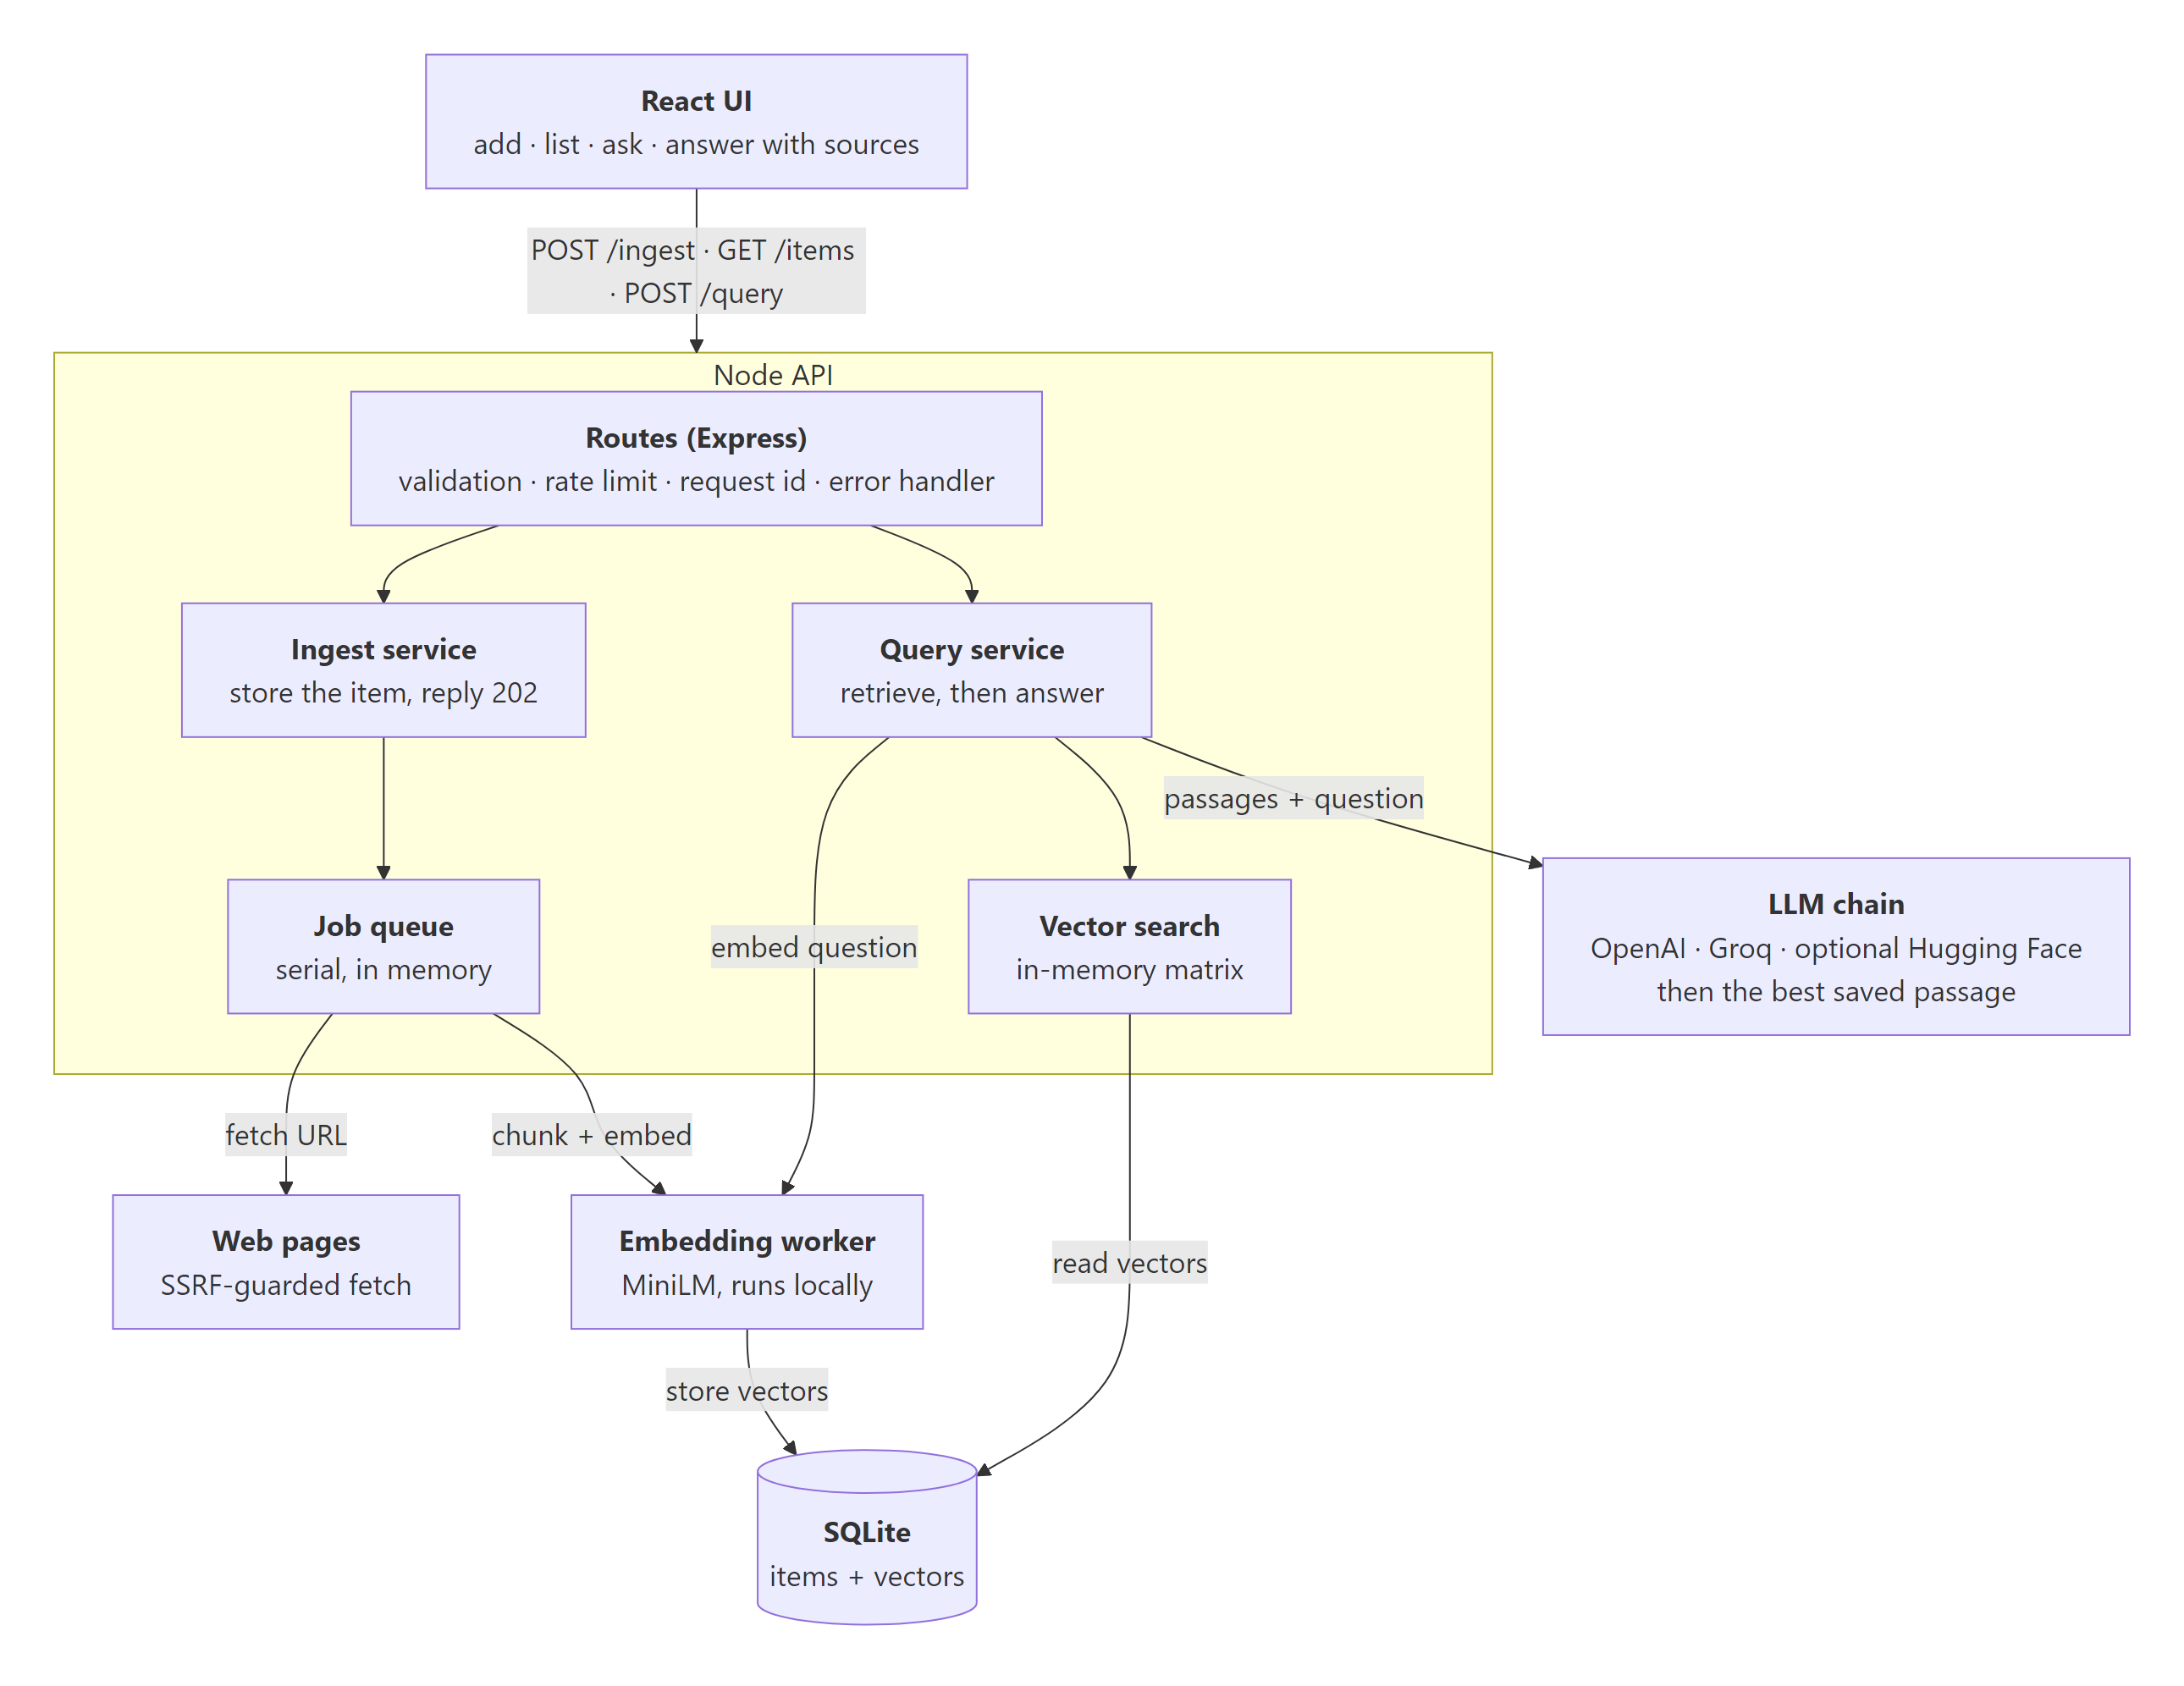 React UI
add · list · ask · answer with sources
POST /ingest · GET /items
· POST /query
Node API
Routes (Express)
validation · rate limit · request id · error handler
Ingest service
store the item, reply 202
Query service
retrieve, then answer
passages + question
Job queue
serial, in memory
embed question
Vector search
in-memory matrix
LLM chain
OpenAI · Groq · optional Hugging Face
then the best saved passage
fetch URL
chunk + embed
Web pages
SSRF-guarded fetch
Embedding worker
MiniLM, runs locally
read vectors
store vectors
SQLite
items + vectors